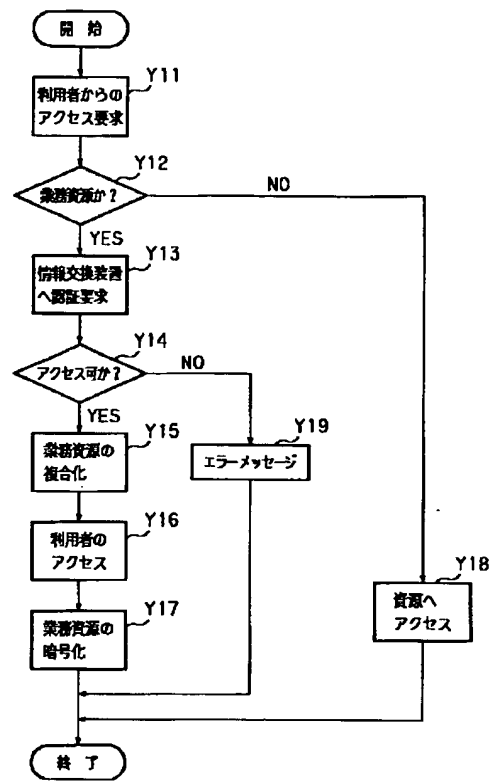 開 始
Y11
利用者からの
アクセス要求
Y12
業務資源か？
NO
YES
Y13
情報交換装置
へ認証要求
Y14
アクセス可か？
NO
YES
Y15
業務資源の
複合化
Y19
エラーメッセージ
Y16
利用者の
アクセス
Y18
資源へ
アクセス
Y17
業務資源の
暗号化
終 了